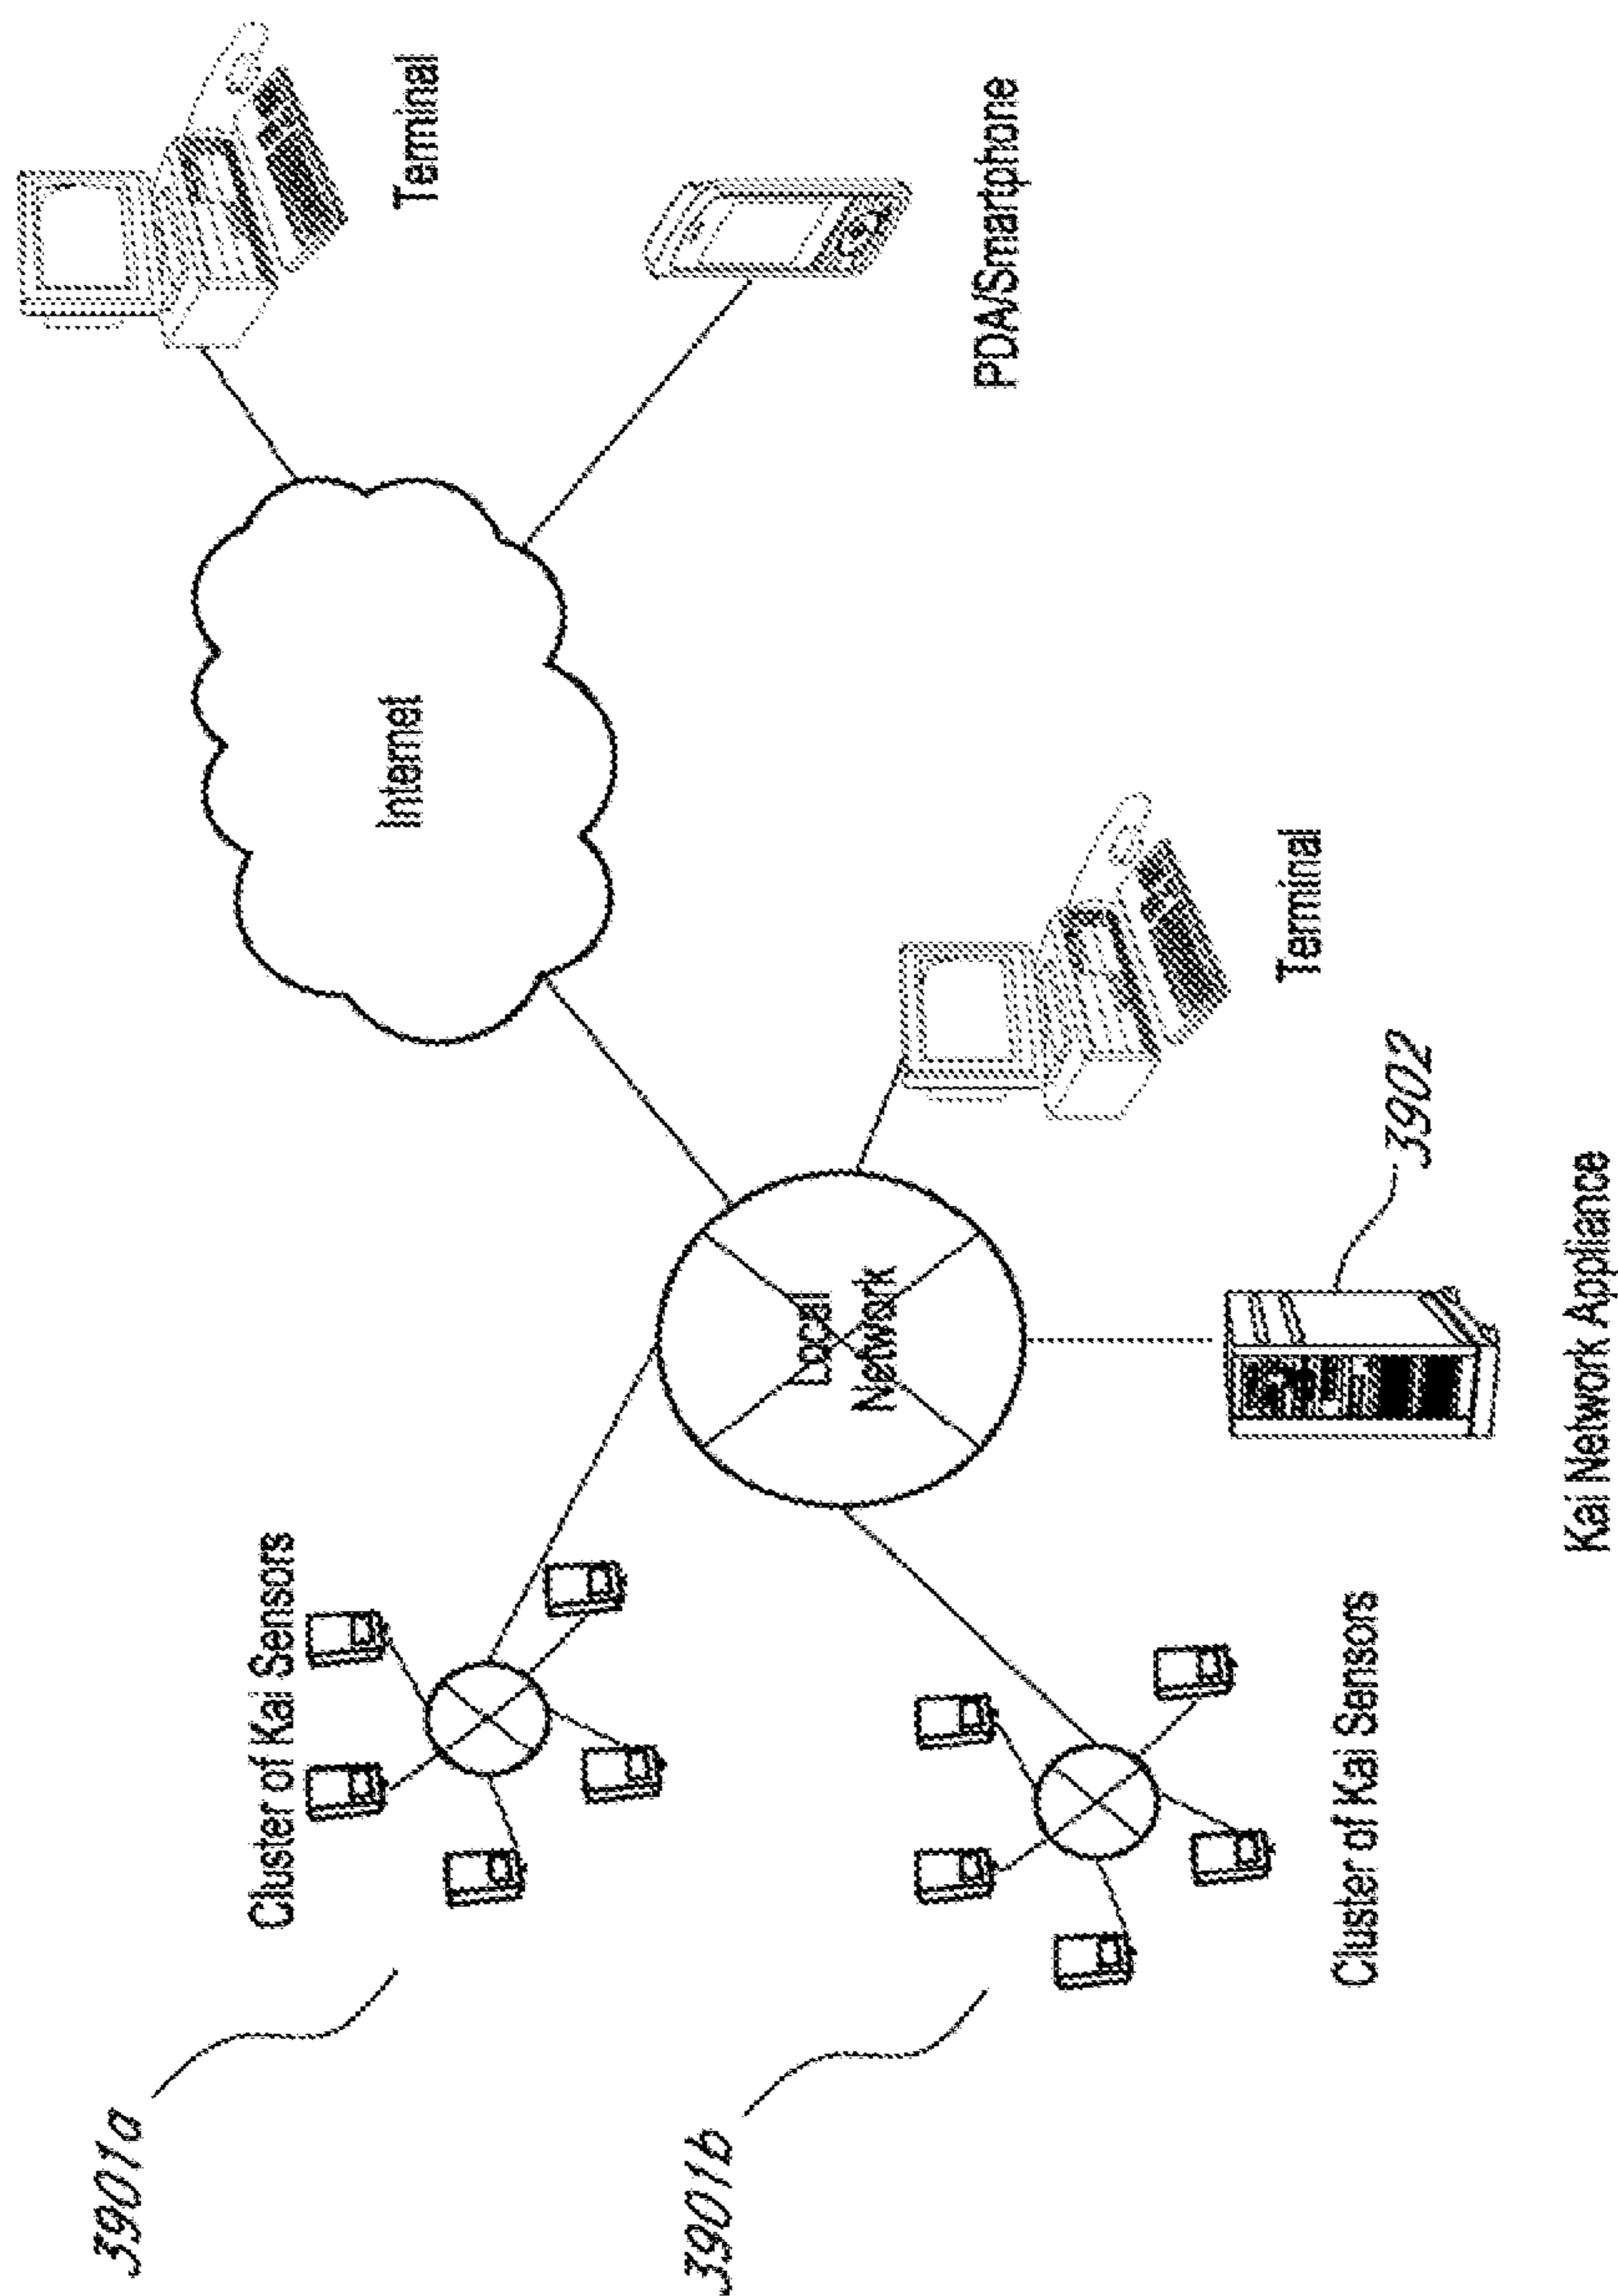 3901a
Cluster of Kai Sensors
Internet
Terminal
3901b
Local
Network
PDA/Smartphone
Cluster of Kai Sensors
Terminal
3902
Kai Network Appliance